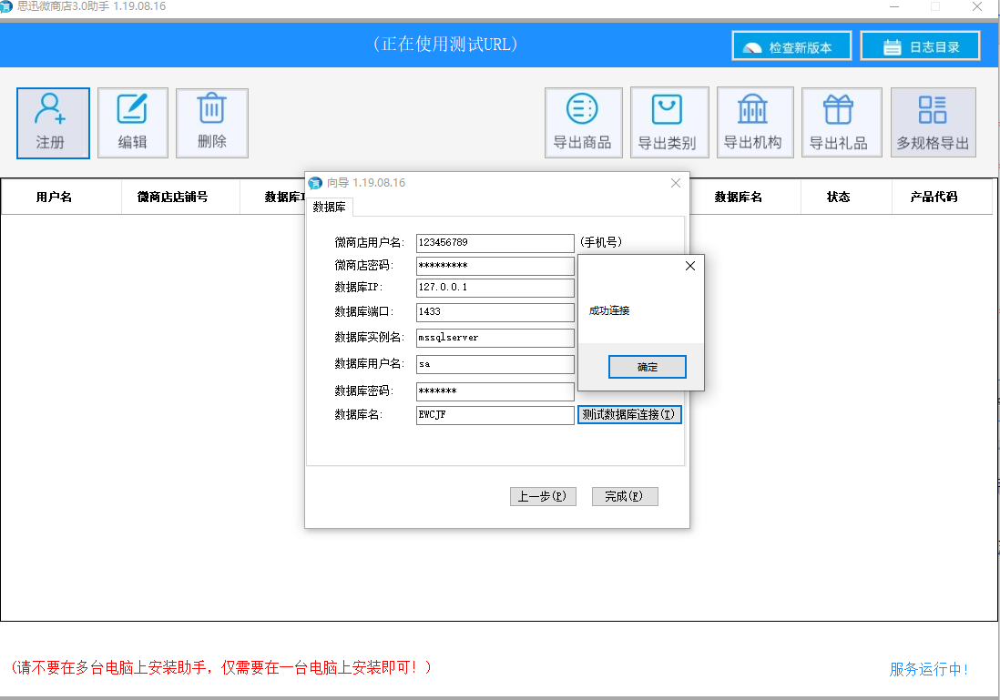 思迅微商店3.0助手 1.19.08.16
(正在使用测试URL)
检查新版本
日志目录
注册
编辑
删除
导出商品
导出类别
导出机构
导出礼品
多规格导出
用户名
微商店店铺号
数据库I
数据库名
状态
产品代码
向导 1.19.08.16
数据库
微商店用户名: 123456789 (手机号)
微商店密码: *********
数据库IP: 127.0.0.1
数据库端口: 1433
数据库实例名: mssqlserver
数据库用户名: sa
数据库密码: *******
数据库名: EWCJF 测试数据库连接(T)
成功连接
确定
上一步(P) 完成(F)
(请不要在多台电脑上安装助手，仅需要在一台电脑上安装即可！)
服务运行中!